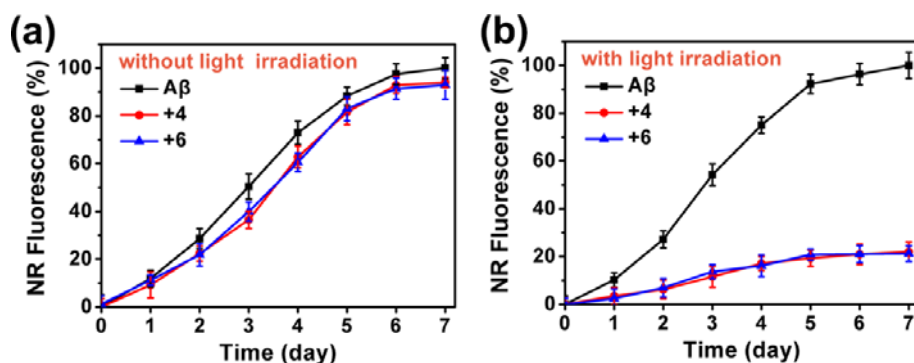 (a)
without light irradiation
Aβ
+4
+6
NR Fluorescence (%)
100
80
60
40
20
0
0 1 2 3 4 5 6 7
Time (day)
(b)
with light irradiation
Aβ
+4
+6
NR Fluorescence (%)
100
80
60
40
20
0
0 1 2 3 4 5 6 7
Time (day)